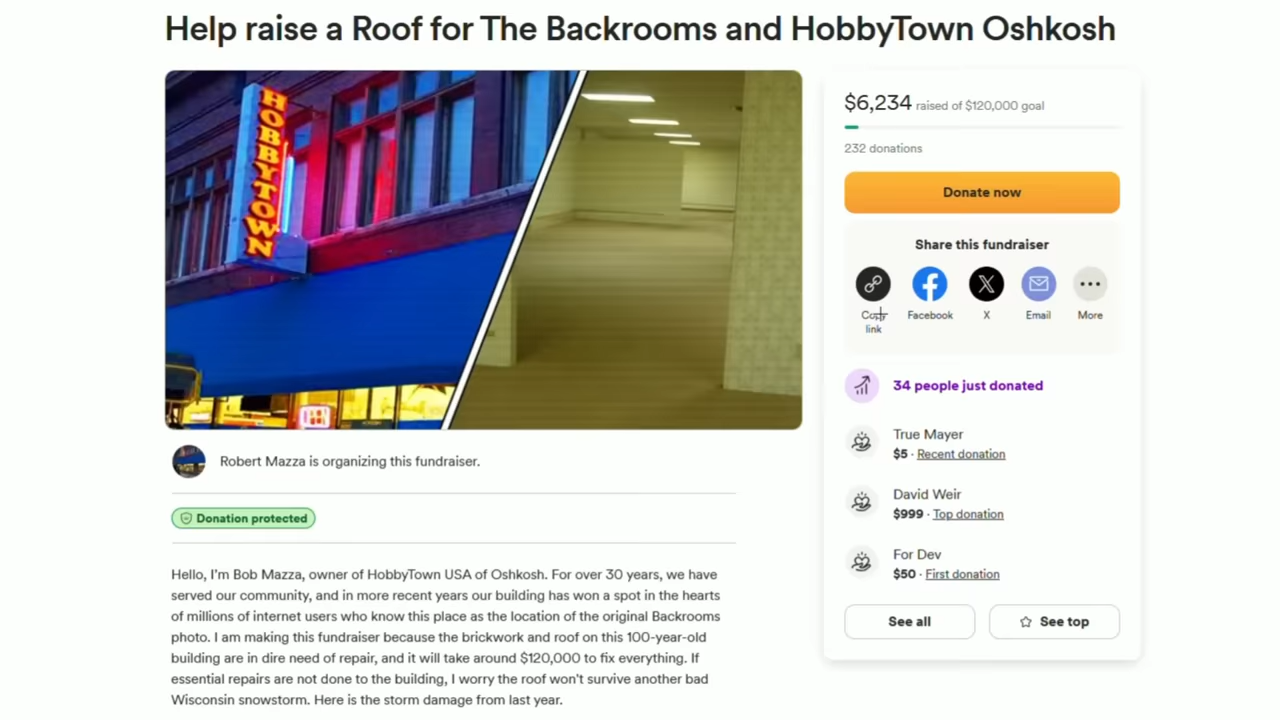 Help raise a Roof for The Backrooms and HobbyTown Oshkosh
HOBBYTOWN
$6,234 raised of $120,000 goal
232 donations
Donate now
Share this fundraiser
Copy link
Facebook
X
Email
More
34 people just donated
True Mayer
$5 · Recent donation
David Weir
$999 · Top donation
For Dev
$50 · First donation
See all
See top
Robert Mazza is organizing this fundraiser.
Donation protected
Hello, I'm Bob Mazza, owner of HobbyTown USA of Oshkosh. For over 30 years, we have
served our community, and in more recent years our building has won a spot in the hearts
of millions of internet users who know this place as the location of the original Backrooms
photo. I am making this fundraiser because the brickwork and roof on this 100-year-old
building are in dire need of repair, and it will take around $120,000 to fix everything. If
essential repairs are not done to the building, I worry the roof won't survive another bad
Wisconsin snowstorm. Here is the storm damage from last year.